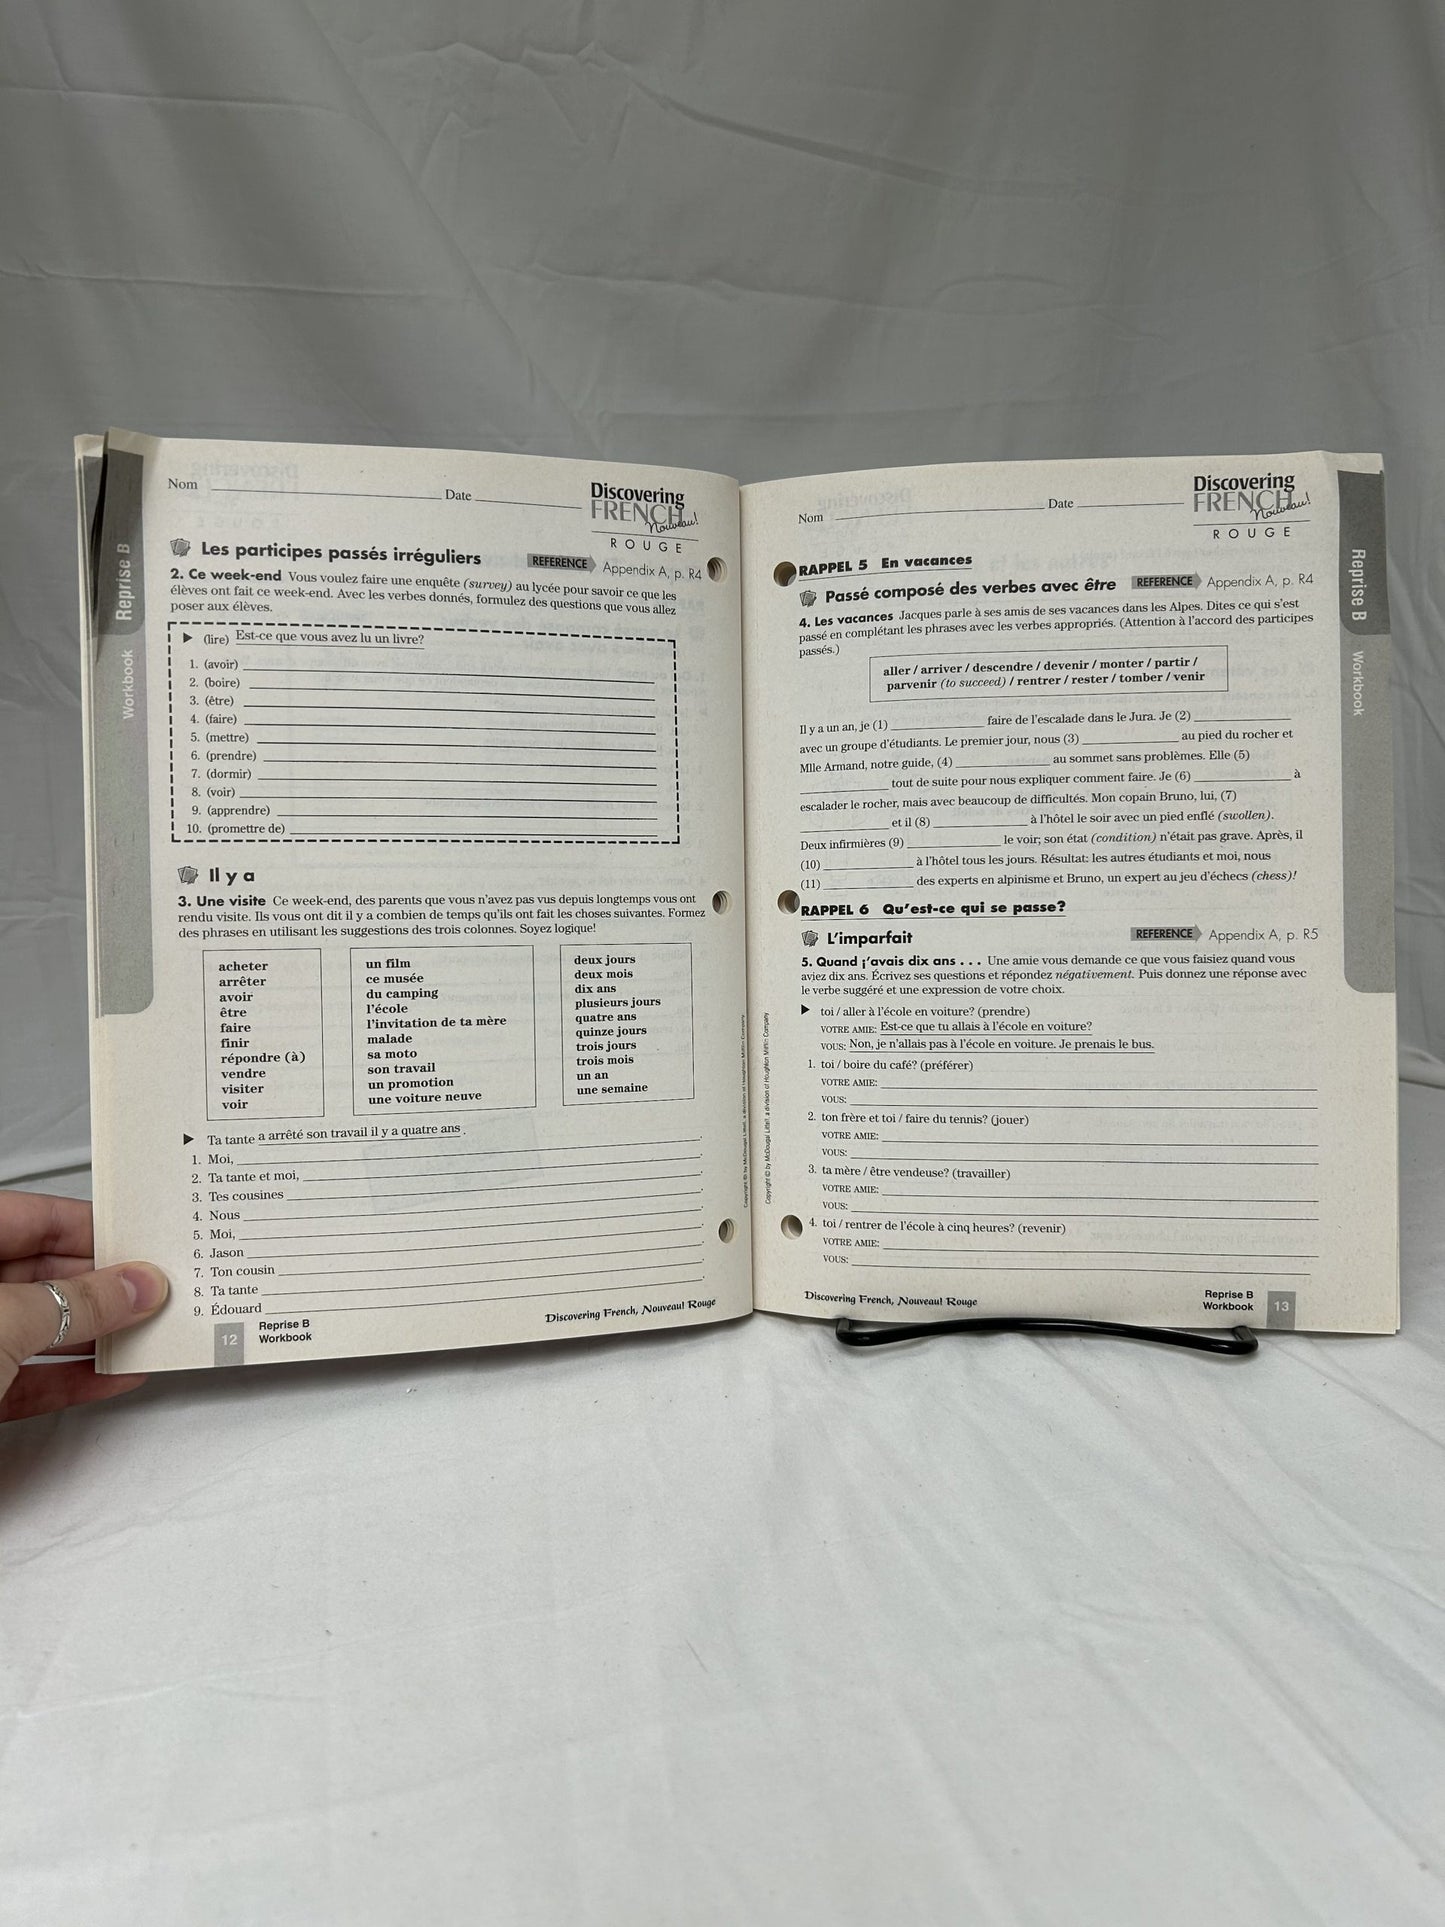 Reprise B
Workbook
Nom Date
Discovering
FRENCH
Nouveau!
ROUGE
Les participes passés irréguliers
REFERENCE Appendix A, p. R4
2. Ce week-end Vous voulez faire une enquête (survey) au lycée pour savoir ce que les
élèves ont fait ce week-end. Avec les verbes donnés, formulez des questions que vous allez
poser aux élèves.
▶ (lire) Est-ce que vous avez lu un livre?
1. (avoir)
2. (boire)
3. (être)
4. (faire)
5. (mettre)
6. (prendre)
7. (dormir)
8. (voir)
9. (apprendre)
10. (promettre de)
Il y a
3. Une visite Ce week-end, des parents que vous n'avez pas vus depuis longtemps vous ont
rendu visite. Ils vous ont dit il y a combien de temps qu'ils ont fait les choses suivantes. Formez
des phrases en utilisant les suggestions des trois colonnes. Soyez logique!
acheter
arrêter
avoir
être
faire
finir
répondre (à)
vendre
visiter
voir
un film
ce musée
du camping
l'école
l'invitation de ta mère
malade
sa moto
son travail
un promotion
une voiture neuve
deux jours
deux mois
dix ans
plusieurs jours
quatre ans
quinze jours
trois jours
trois mois
un an
une semaine
▶ Ta tante a arrêté son travail il y a quatre ans.
1. Moi, .
2. Ta tante et moi, .
3. Tes cousines .
4. Nous .
5. Moi, .
6. Jason .
7. Ton cousin .
8. Ta tante .
9. Édouard .
12
Reprise B
Workbook
Discovering French, Nouveau! Rouge
Copyright © by McDougal Littell, a division of Houghton Mifflin Company
Nom Date
Discovering
FRENCH
Nouveau!
ROUGE
RAPPEL 5 En vacances
Passé composé des verbes avec être REFERENCE Appendix A, p. R4
4. Les vacances Jacques parle à ses amis de ses vacances dans les Alpes. Dites ce qui s'est
passé en complétant les phrases avec les verbes appropriés. (Attention à l'accord des participes
passés.)
aller / arriver / descendre / devenir / monter / partir /
parvenir (to succeed) / rentrer / rester / tomber / venir
Il y a un an, je (1) faire de l'escalade dans le Jura. Je (2)
avec un groupe d'étudiants. Le premier jour, nous (3) au pied du rocher et
Mlle Armand, notre guide, (4) au sommet sans problèmes. Elle (5)
tout de suite pour nous expliquer comment faire. Je (6) à
escalader le rocher, mais avec beaucoup de difficultés. Mon copain Bruno, lui, (7)
et il (8) à l'hôtel le soir avec un pied enflé (swollen).
Deux infirmières (9) le voir; son état (condition) n'était pas grave. Après, il
(10) à l'hôtel tous les jours. Résultat: les autres étudiants et moi, nous
(11) des experts en alpinisme et Bruno, un expert au jeu d'échecs (chess)!
RAPPEL 6 Qu'est-ce qui se passe?
L'imparfait REFERENCE Appendix A, p. R5
5. Quand j'avais dix ans . . . Une amie vous demande ce que vous faisiez quand vous
aviez dix ans. Écrivez ses questions et répondez négativement. Puis donnez une réponse avec
le verbe suggéré et une expression de votre choix.
▶ toi / aller à l'école en voiture? (prendre)
VOTRE AMIE: Est-ce que tu allais à l'école en voiture?
VOUS: Non, je n'allais pas à l'école en voiture. Je prenais le bus.
1. toi / boire du café? (préférer)
VOTRE AMIE:
VOUS:
2. ton frère et toi / faire du tennis? (jouer)
VOTRE AMIE:
VOUS:
3. ta mère / être vendeuse? (travailler)
VOTRE AMIE:
VOUS:
4. toi / rentrer de l'école à cinq heures? (revenir)
VOTRE AMIE:
VOUS:
Discovering French, Nouveau! Rouge
Reprise B
Workbook
13
Copyright © by McDougal Littell, a division of Houghton Mifflin Company
Reprise B
Workbook